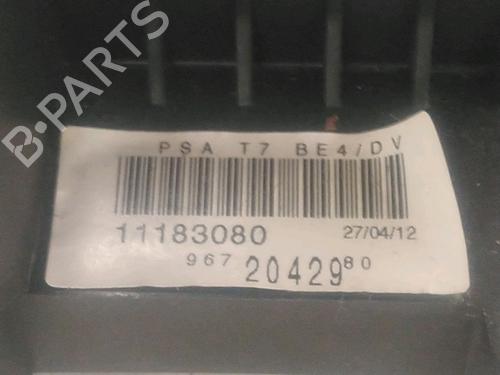 B-PARTS
PSA T7 BE4/DV
11183080 27/04/12
967 20429 80